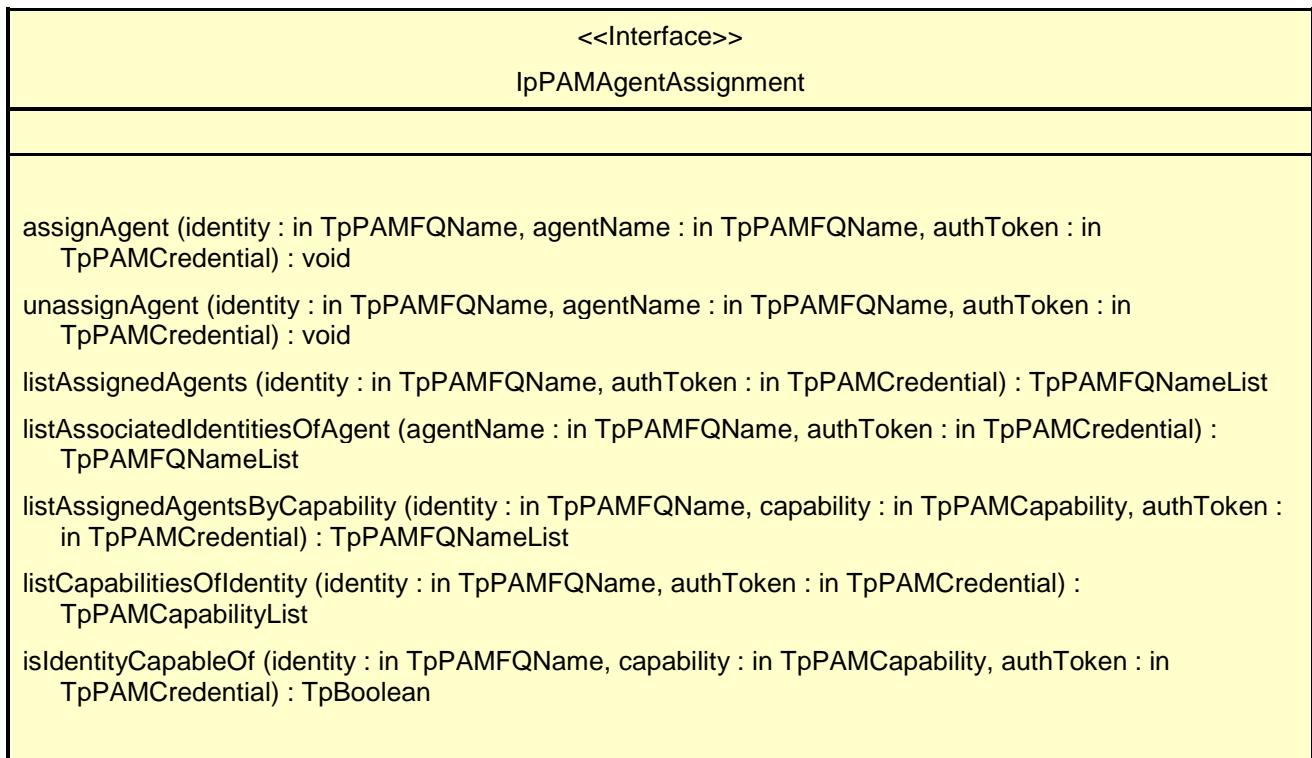 <<Interface>>
IpPAMAgentAssignment
assignAgent (identity : in TpPAMFQName, agentName : in TpPAMFQName, authToken : in
TpPAMCredential) : void
unassignAgent (identity : in TpPAMFQName, agentName : in TpPAMFQName, authToken : in
TpPAMCredential) : void
listAssignedAgents (identity : in TpPAMFQName, authToken : in TpPAMCredential) : TpPAMFQNameList
listAssociatedIdentitiesOfAgent (agentName : in TpPAMFQName, authToken : in TpPAMCredential) :
TpPAMFQNameList
listAssignedAgentsByCapability (identity : in TpPAMFQName, capability : in TpPAMCapability, authToken :
in TpPAMCredential) : TpPAMFQNameList
listCapabilitiesOfIdentity (identity : in TpPAMFQName, authToken : in TpPAMCredential) :
TpPAMCapabilityList
isIdentityCapableOf (identity : in TpPAMFQName, capability : in TpPAMCapability, authToken : in
TpPAMCredential) : TpBoolean